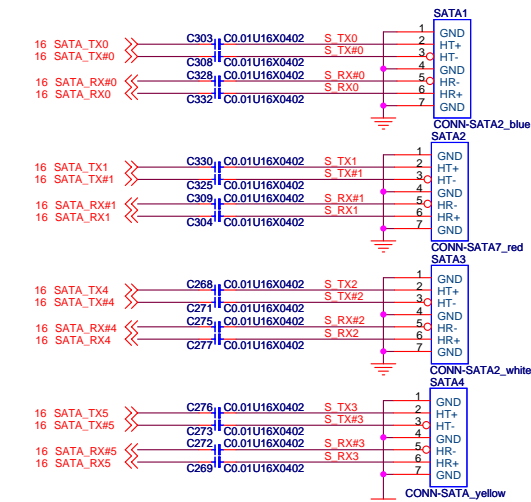 SATA1
C303 C0.01U16X0402 S_TX0 1 GND
16 SATA_TX0 2 HT+
16 SATA_TX#0 S_TX#0 3 HT-
C308 C0.01U16X0402 4 GND
16 SATA_RX#0 C328 C0.01U16X0402 S_RX#0 5 HR-
16 SATA_RX0 S_RX0 6 HR+
C332 C0.01U16X0402 7 GND
CONN-SATA2_blue
SATA2
C330 C0.01U16X0402 S_TX1 1 GND
16 SATA_TX1 2 HT+
16 SATA_TX#1 S_TX#1 3 HT-
C325 C0.01U16X0402 4 GND
16 SATA_RX#1 C309 C0.01U16X0402 S_RX#1 5 HR-
16 SATA_RX1 S_RX1 6 HR+
C304 C0.01U16X0402 7 GND
CONN-SATA7_red
SATA3
C268 C0.01U16X0402 S_TX2 1 GND
16 SATA_TX4 2 HT+
16 SATA_TX#4 S_TX#2 3 HT-
C271 C0.01U16X0402 4 GND
16 SATA_RX#4 C275 C0.01U16X0402 S_RX#2 5 HR-
16 SATA_RX4 S_RX2 6 HR+
C277 C0.01U16X0402 7 GND
CONN-SATA2_white
SATA4
C276 C0.01U16X0402 S_TX3 1 GND
16 SATA_TX5 2 HT+
16 SATA_TX#5 S_TX#3 3 HT-
C273 C0.01U16X0402 4 GND
16 SATA_RX#5 C272 C0.01U16X0402 S_RX#3 5 HR-
16 SATA_RX5 S_RX3 6 HR+
C269 C0.01U16X0402 7 GND
CONN-SATA_yellow